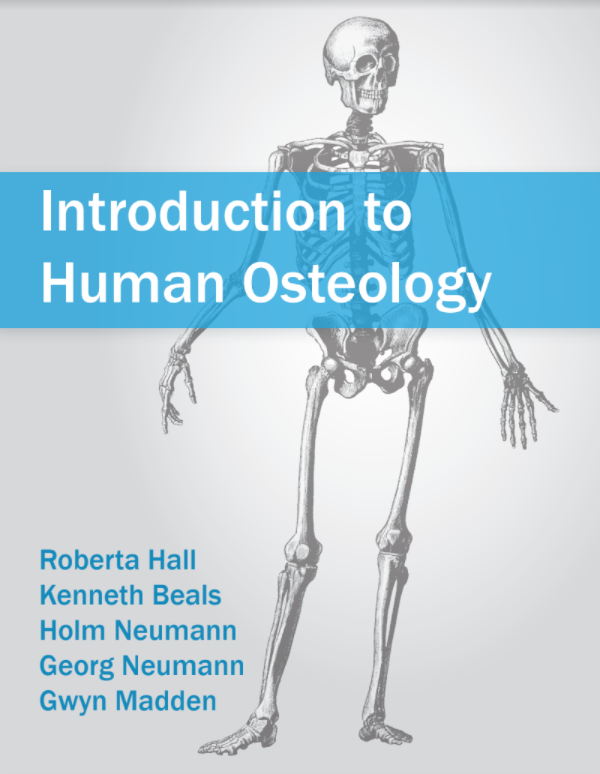 Introduction to
Human Osteology
Roberta Hall
Kenneth Beals
Holm Neumann
Georg Neumann
Gwyn Madden